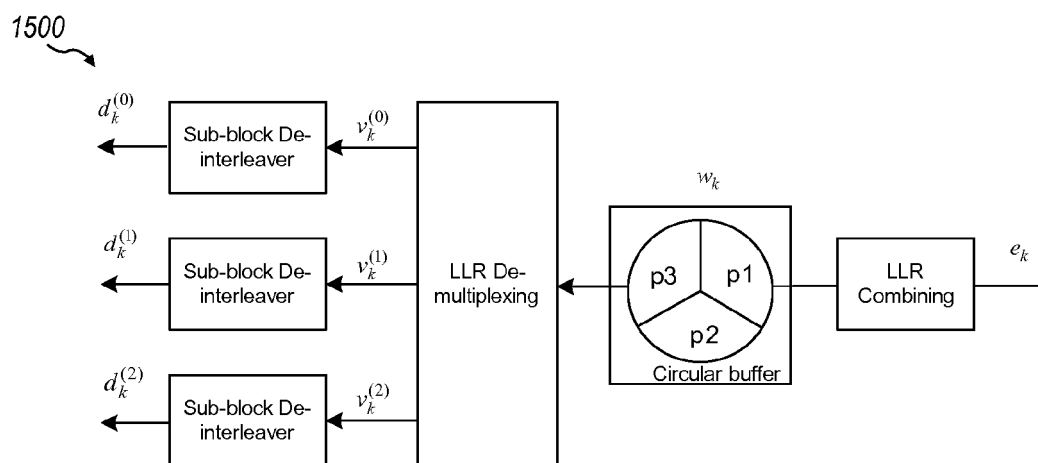 1500
d_k^{(0)}
Sub-block De-
interleaver
v_k^{(0)}
w_k
d_k^{(1)}
Sub-block De-
interleaver
v_k^{(1)}
LLR De-
multiplexing
p3
p1
p2
Circular buffer
LLR
Combining
e_k
d_k^{(2)}
Sub-block De-
interleaver
v_k^{(2)}